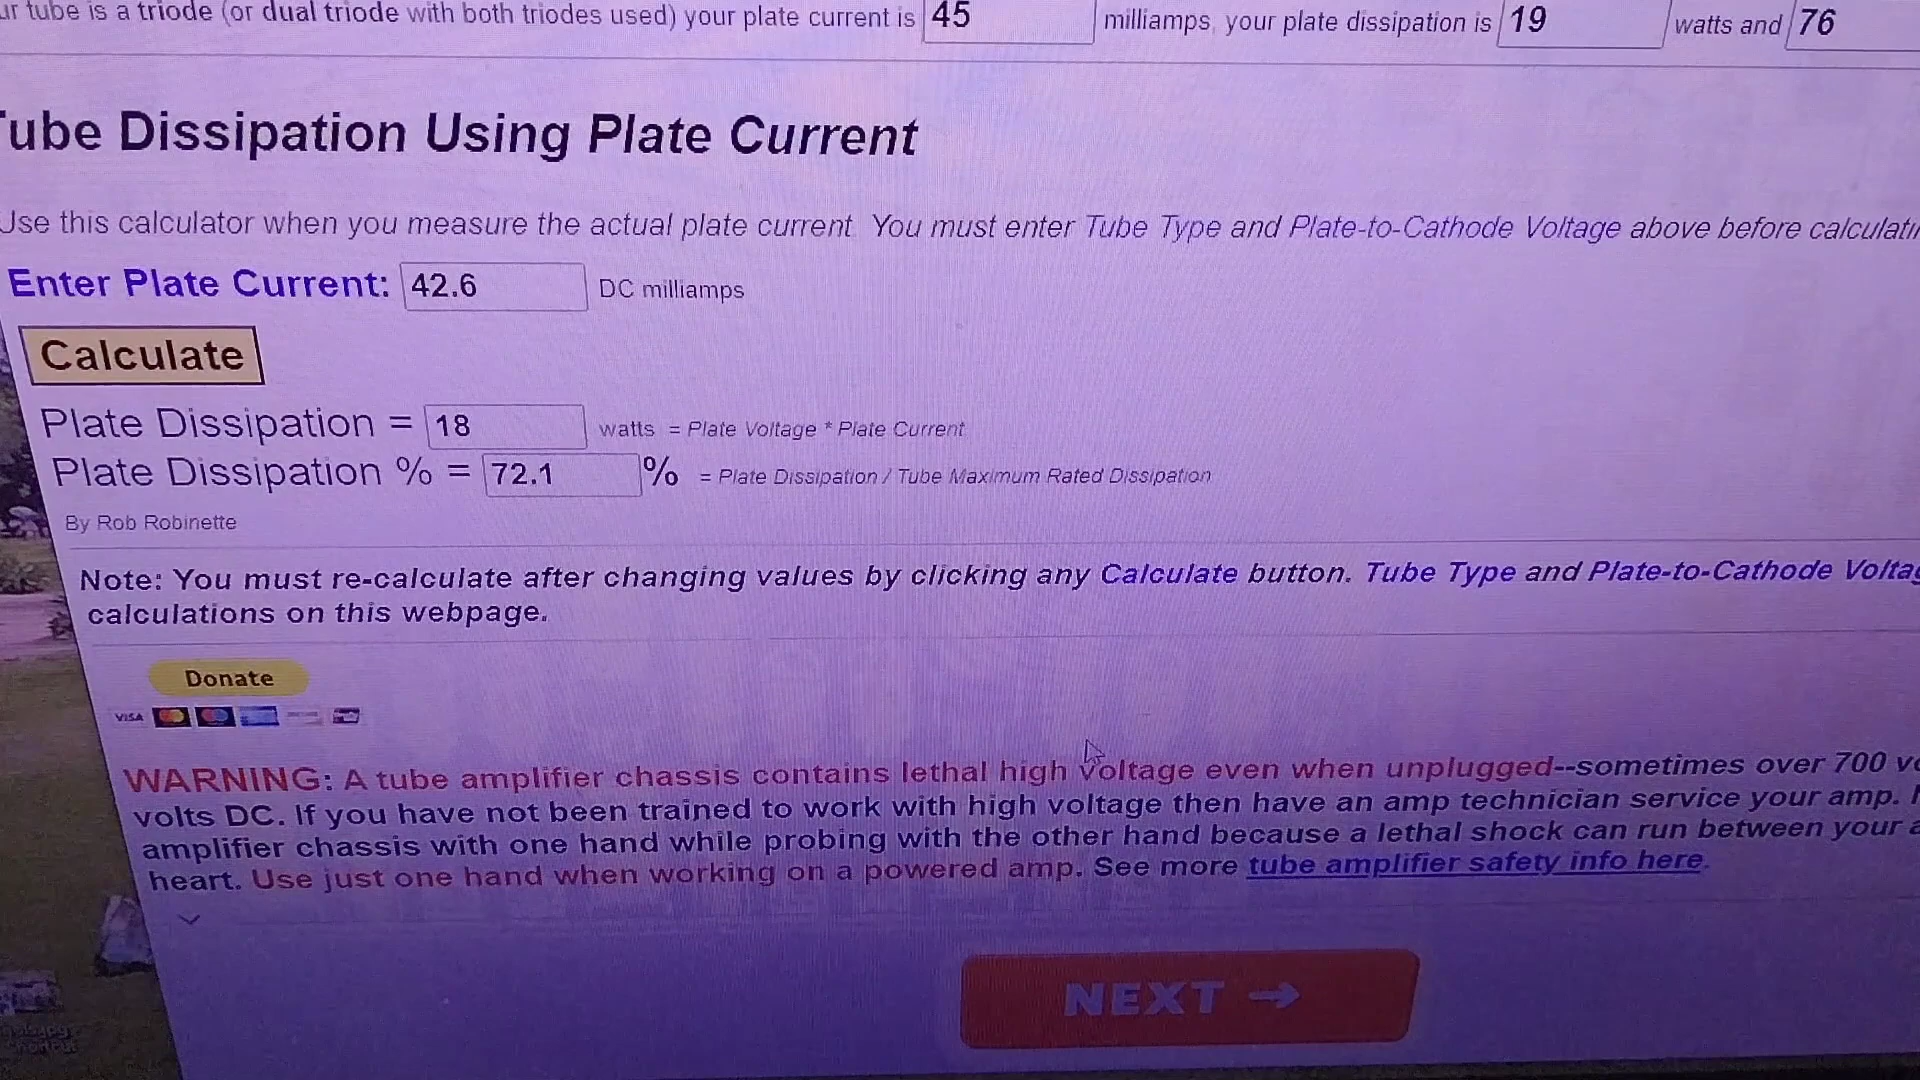 tube is a triode (or dual triode with both triodes used) your plate current is 45 milliamps, your plate dissipation is 19 watts and 76
ube Dissipation Using Plate Current
Use this calculator when you measure the actual plate current You must enter Tube Type and Plate-to-Cathode Voltage above before calculati
Enter Plate Current: 42.6 DC milliamps
Calculate
Plate Dissipation = 18 watts = Plate Voltage * Plate Current
Plate Dissipation % = 72.1 % = Plate Dissipation / Tube Maximum Rated Dissipation
By Rob Robinette
Note: You must re-calculate after changing values by clicking any Calculate button. Tube Type and Plate-to-Cathode Voltag
calculations on this webpage.
Donate
VISA
WARNING: A tube amplifier chassis contains lethal high voltage even when unplugged--sometimes over 700 vo
volts DC. If you have not been trained to work with high voltage then have an amp technician service your amp.
amplifier chassis with one hand while probing with the other hand because a lethal shock can run between your a
heart. Use just one hand when working on a powered amp. See more tube amplifier safety info here.
NEXT →